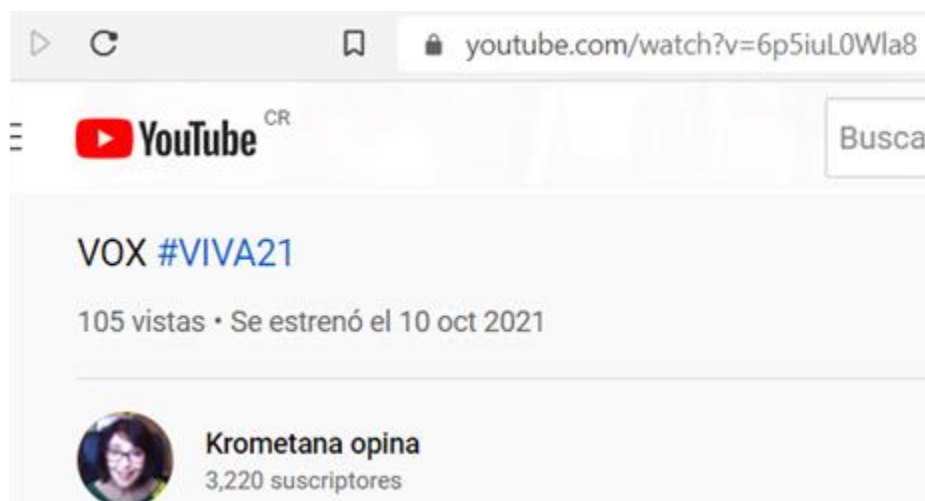 youtube.com/watch?v=6p5iuL0Wla8
YouTube CR
Busca
VOX #VIVA21
105 vistas • Se estrenó el 10 oct 2021
Krometana opina
3,220 suscriptores